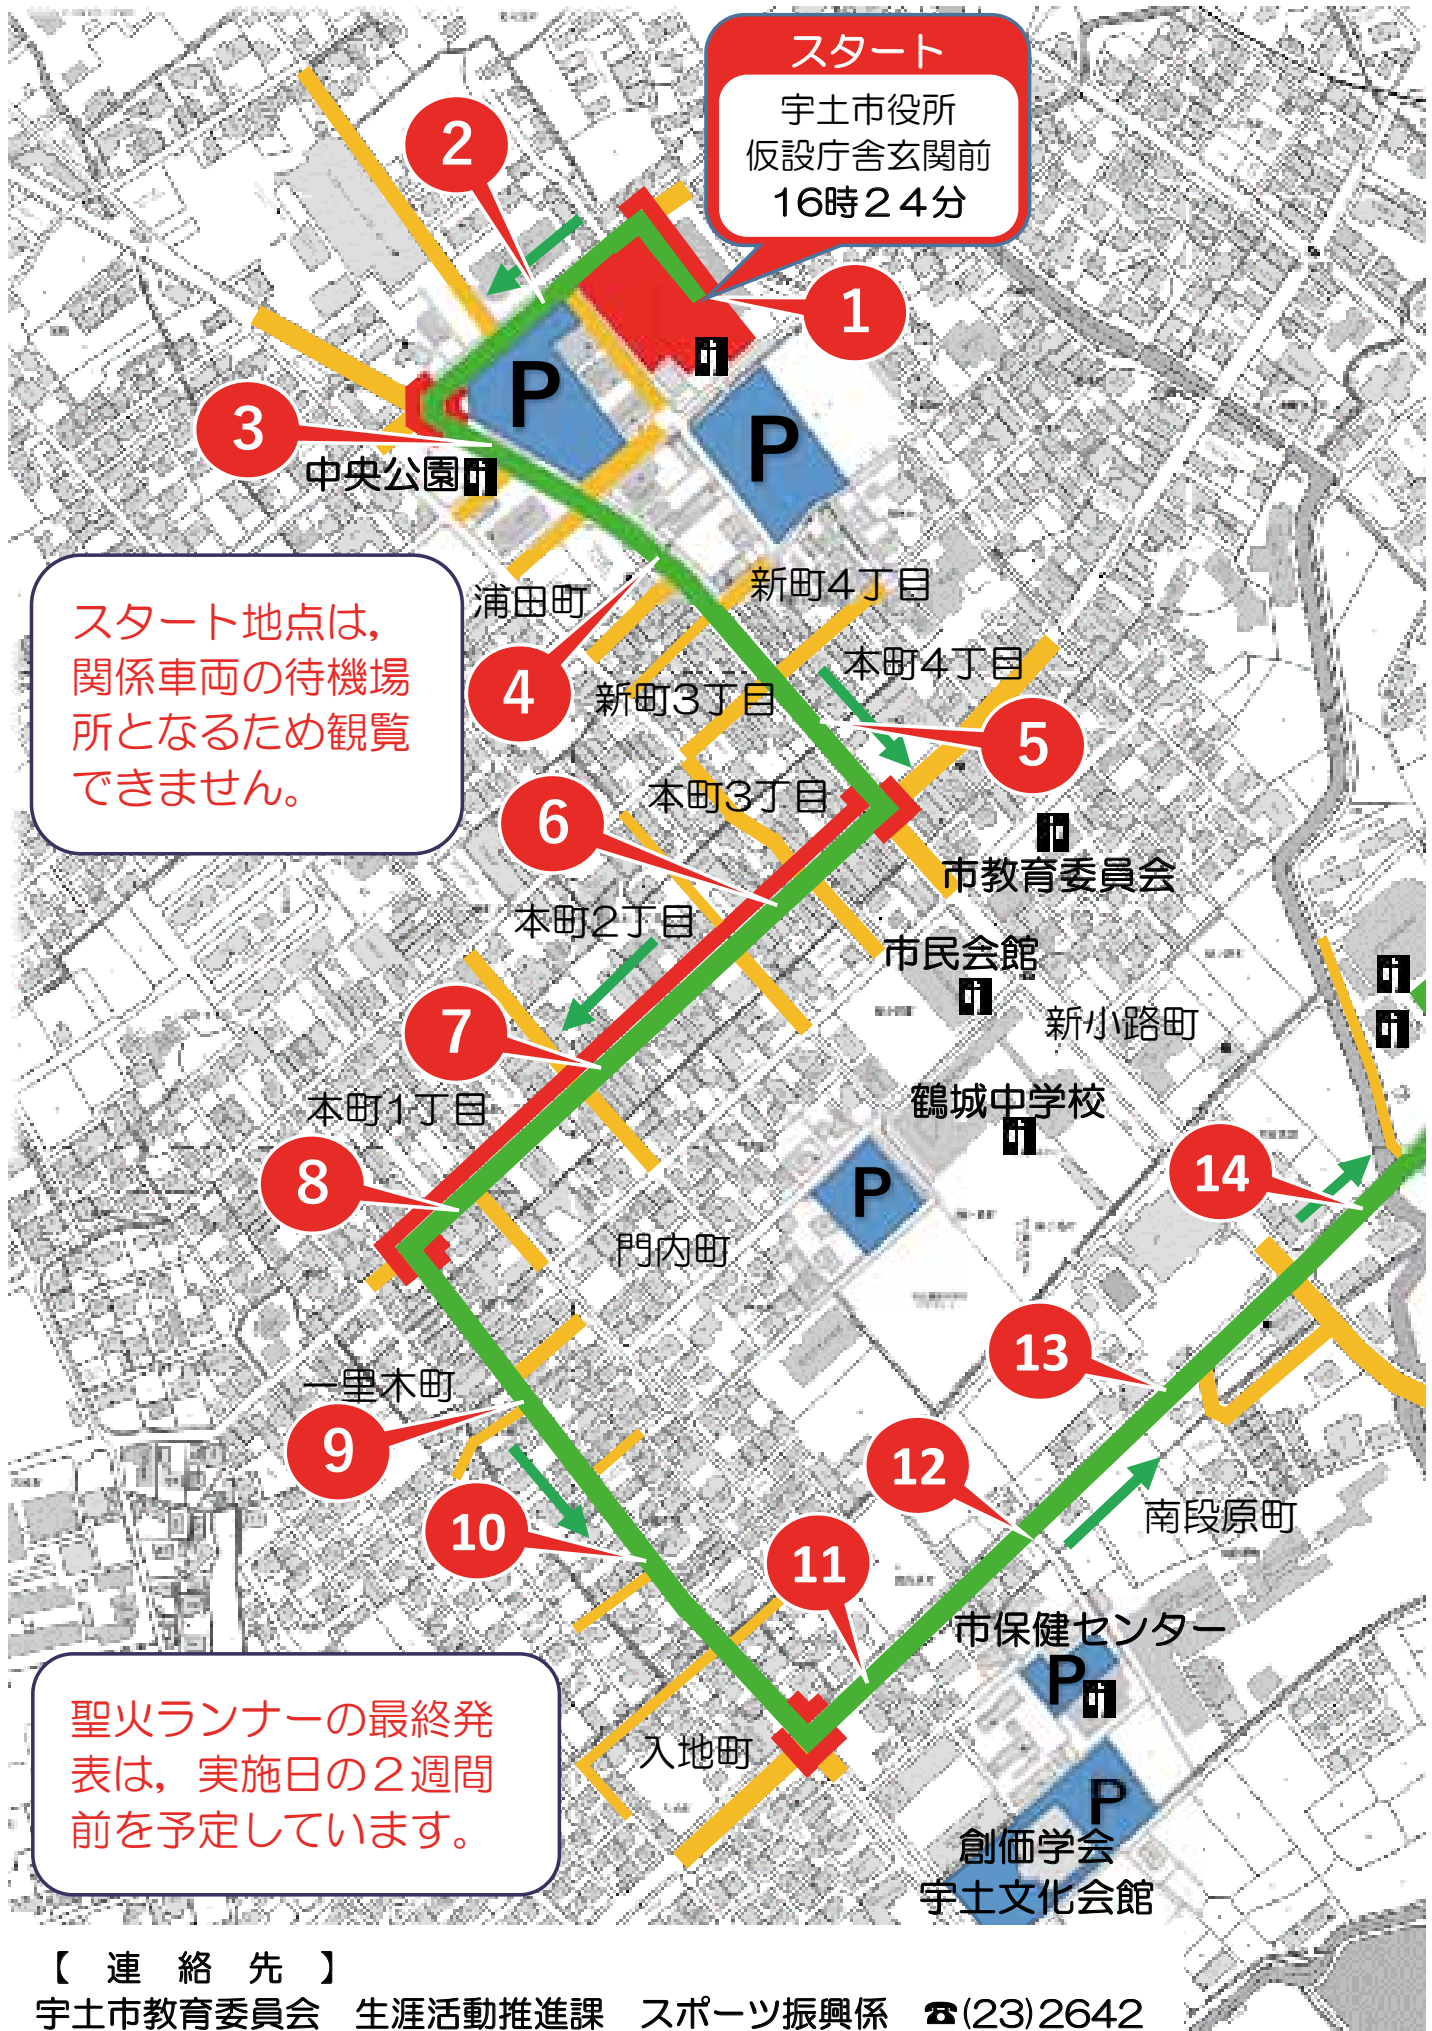 スタート
宇土市役所
仮設庁舎玄関前
16時24分
2
1
P
3
P
中央公園
スタート地点は，
関係車両の待機場
所となるため観覧
できません。
浦田町
新町4丁目
4
新町3丁目
本町4丁目
5
本町3丁目
6
市教育委員会
本町2丁目
市民会館
7
新小路町
本町1丁目
鶴城中学校
8
P
14
門内町
13
一里木町
9
12
10
南段原町
11
市保健センター
P
入地町
P
創価学会
宇土文化会館
聖火ランナーの最終発
表は，実施日の２週間
前を予定しています。
【　連　絡　先　】
宇土市教育委員会　生涯活動推進課　スポーツ振興係　☎(23)2642